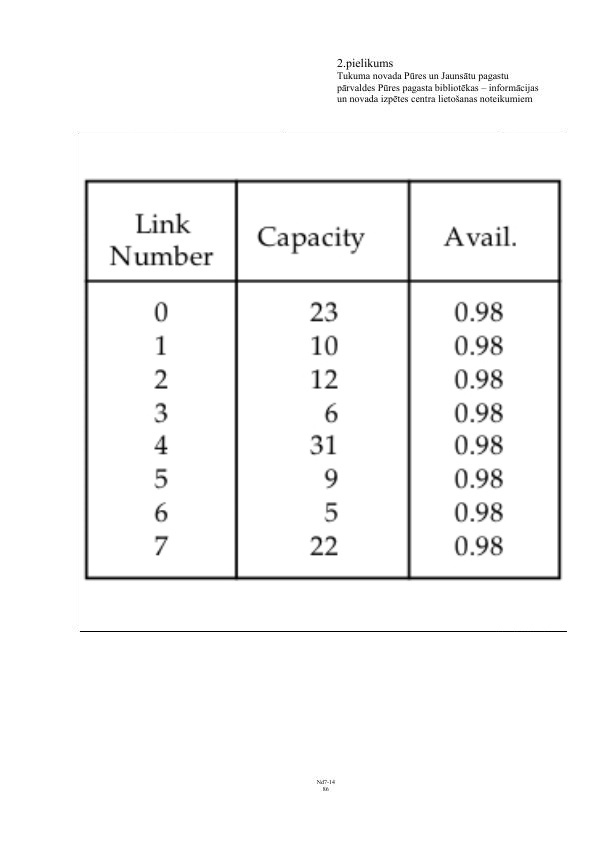 2.pielikums
Tukuma novada Pūres un Jaunsātu pagastu
pārvaldes Pūres pagasta bibliotēkas – informācijas
un novada izpētes centra lietošanas noteikumiem
Link Number Capacity Avail.
0 23 0.98
1 10 0.98
2 12 0.98
3 6 0.98
4 31 0.98
5 9 0.98
6 5 0.98
7 22 0.98
Nd7-14
86